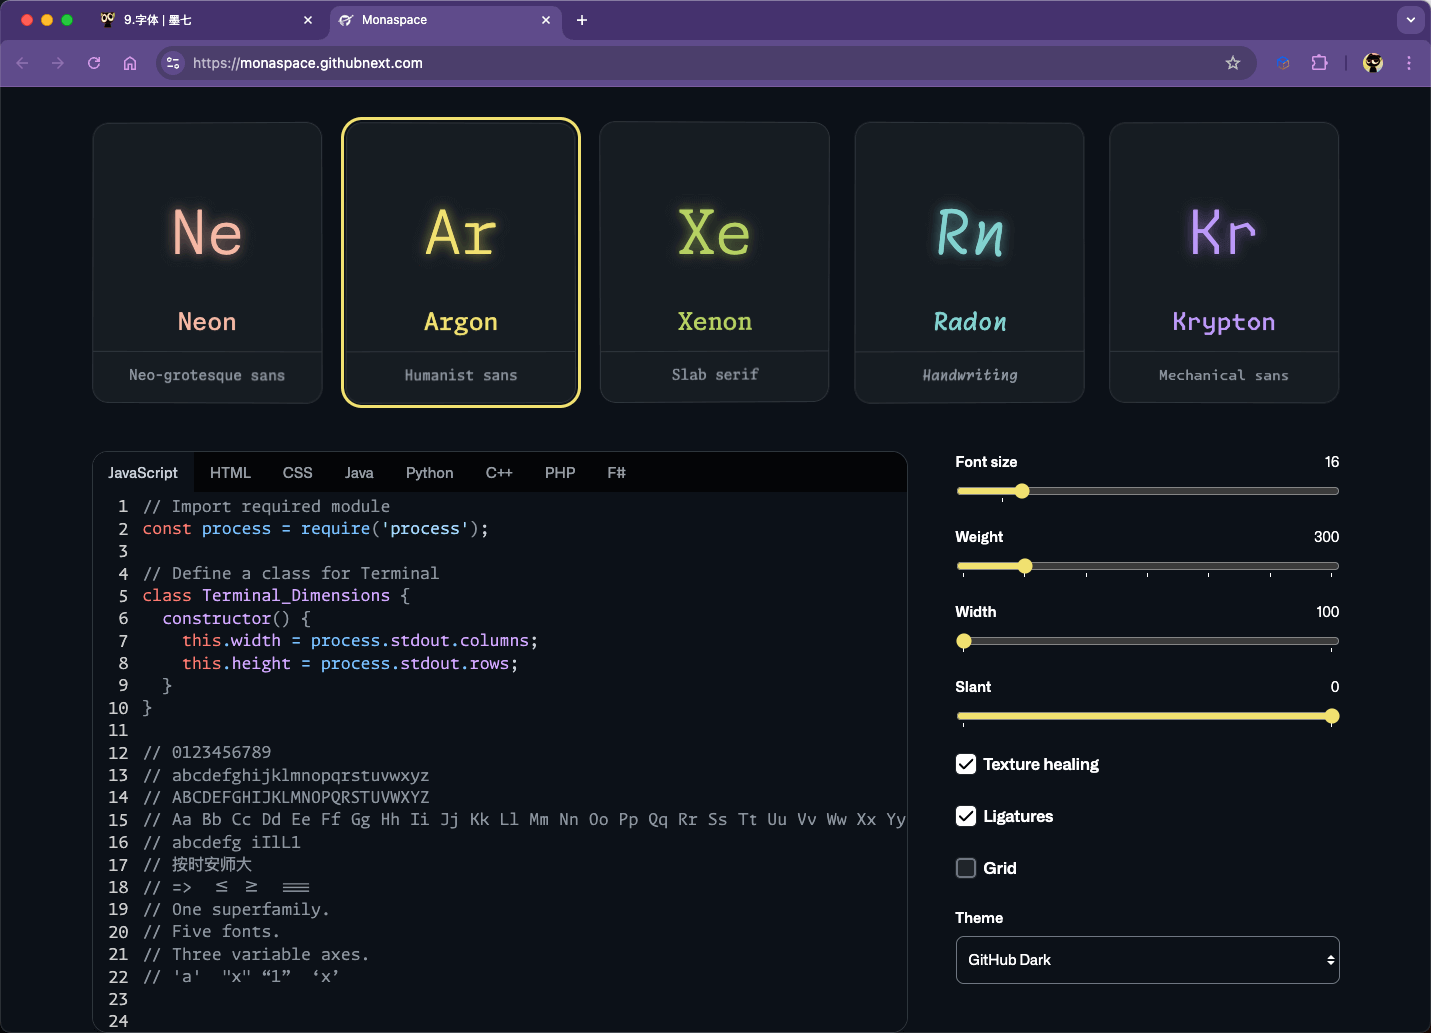 9.字体 | 墨七
Monaspace
https://monaspace.githubnext.com
Ne
Ar
Xe
Rn
Kr
Neon
Argon
Xenon
Radon
Krypton
Neo-grotesque sans
Humanist sans
Slab serif
Handwriting
Mechanical sans
JavaScript HTML CSS Java Python C++ PHP F#
1 // Import required module
2 const process = require('process');
3
4 // Define a class for Terminal
5 class Terminal_Dimensions {
6   constructor() {
7     this.width = process.stdout.columns;
8     this.height = process.stdout.rows;
9   }
10 }
11
12 // 0123456789
13 // abcdefghijklmnopqrstuvwxyz
14 // ABCDEFGHIJKLMNOPQRSTUVWXYZ
15 // Aa Bb Cc Dd Ee Ff Gg Hh Ii Jj Kk Ll Mm Nn Oo Pp Qq Rr Ss Tt Uu Vv Ww Xx Yy
16 // abcdefg iIlL1
17 // 按时安师大
18 // => ≤ ≥ ===
19 // One superfamily.
20 // Five fonts.
21 // Three variable axes.
22 // 'a'  "x" “1”  ‘x’
23
24
Font size 16
Weight 300
Width 100
Slant 0
Texture healing
Ligatures
Grid
Theme
GitHub Dark